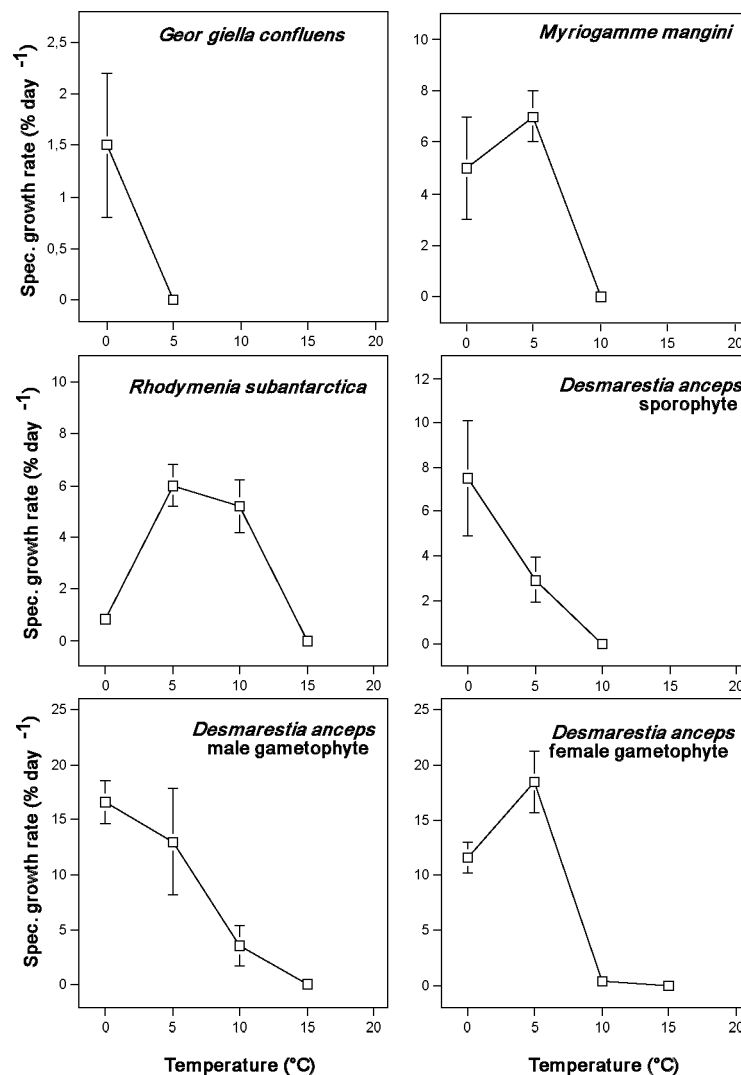 Geor giella confluens
Spec. growth rate (% day -1)
2,5
2
1,5
1
0,5
0
0 5 10 15 20
Myriogamme mangini
10
8
6
4
2
0
0 5 10 15 20
Rhodymenia subantarctica
Spec. growth rate (% day -1)
10
8
6
4
2
0
0 5 10 15 20
Desmarestia anceps
sporophyte
12
10
8
6
4
2
0
0 5 10 15 20
Desmarestia anceps
male gametophyte
Spec. growth rate (% day -1)
25
20
15
10
5
0
0 5 10 15 20
Temperature (°C)
Desmarestia anceps
female gametophyte
25
20
15
10
5
0
0 5 10 15 20
Temperature (°C)